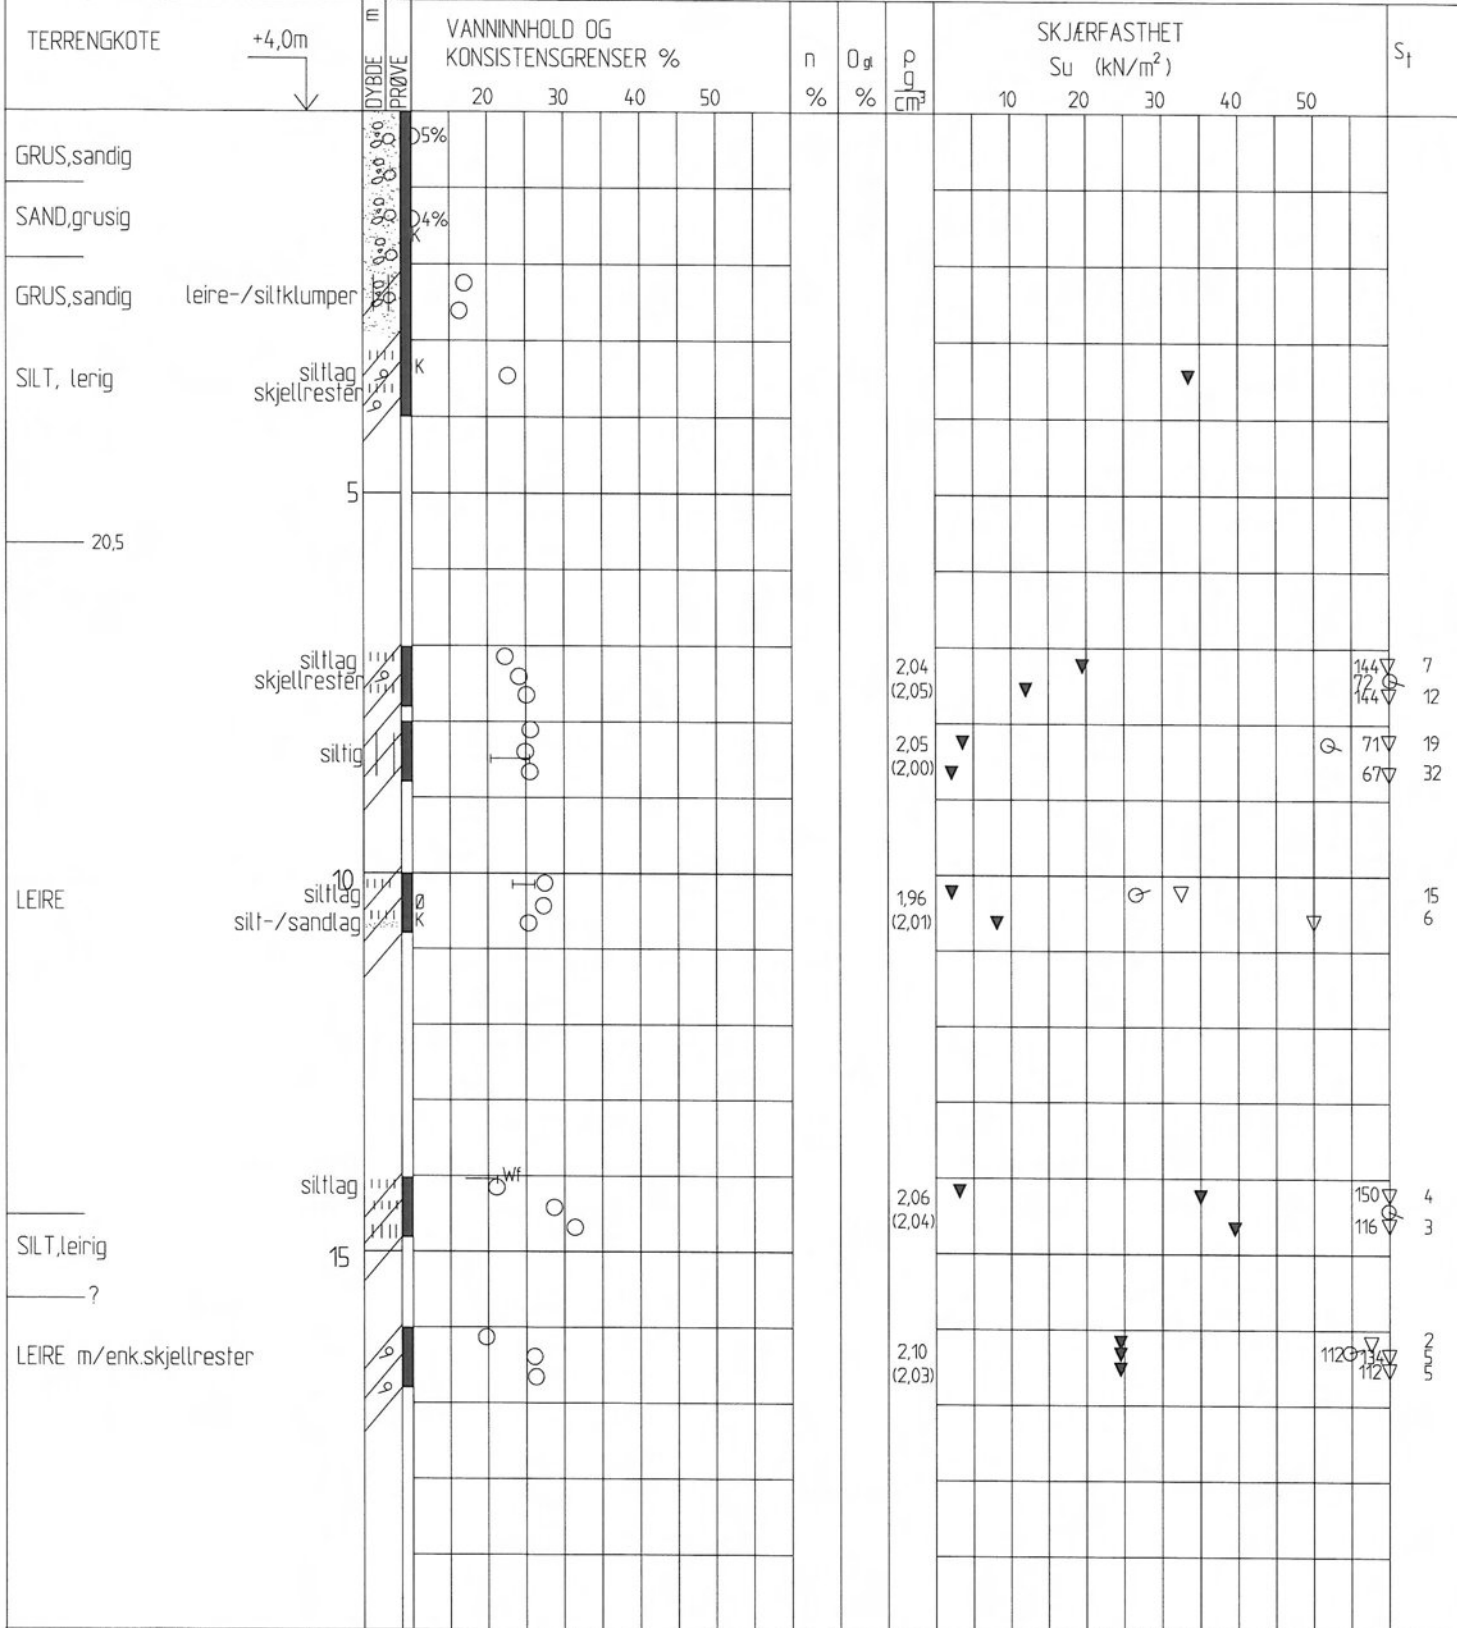 TERRENGKOTE +4,0m
DYBDE m
PRØVE
VANNINNHOLD OG
KONSISTENSGRENSER %
20 30 40 50
n
%
O gl
%
ρ
g
cm³
SKJÆRFASTHET
Su (kN/m²)
10 20 30 40 50
St
GRUS,sandig
5%
SAND,grusig
4%
K
GRUS,sandig leire-/siltklumper
SILT, lerig
siltlag K
skjellrester
5
20,5
siltlag 2,04 144 7
skjellrester 72
(2,05) 144 12
siltig 2,05 71 19
(2,00) 67 32
10
LEIRE siltlag Ø 1,96 15
silt-/sandlag K (2,01) 6
Wf
siltlag 2,06 150 4
(2,04) 116 3
SILT,leirig
15
?
2
LEIRE m/enk.skjellrester 2,10 112 134 5
(2,03) 112 5